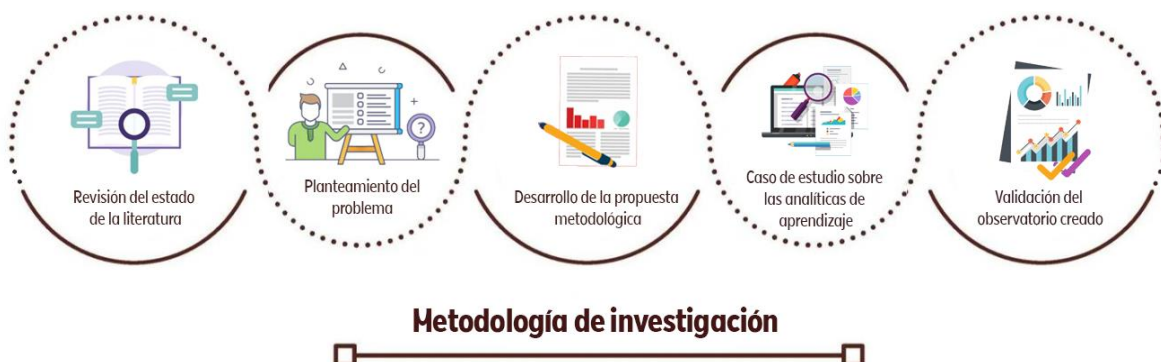 Revisión del estado
de la literatura
Planteamiento del
problema
Desarrollo de la propuesta
metodológica
Caso de estudio sobre
las analíticas de
aprendizaje
Validación del
observatorio creado
Metodología de investigación